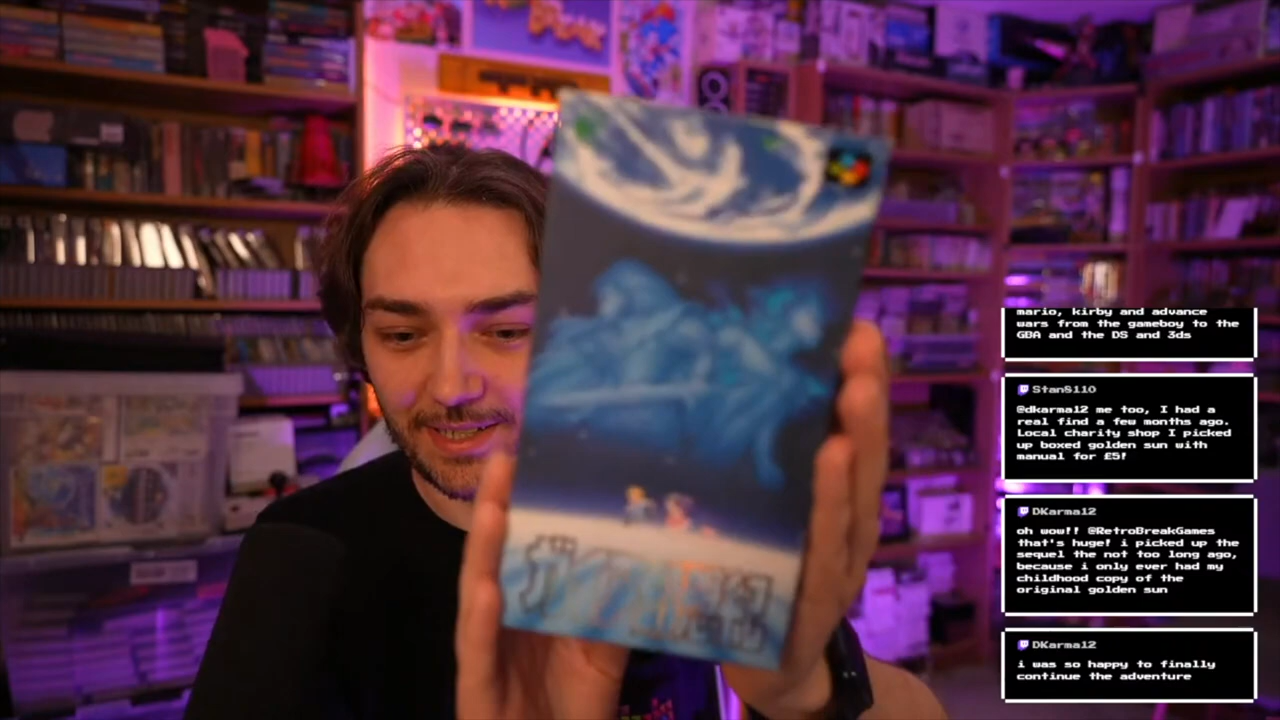 mario, kirby and advance
wars from the gameboy to the
GBA and the DS and 3ds
Stan8110
@dkarma12 me too, I had a
real find a few months ago.
Local charity shop I picked
up boxed golden sun with
manual for £5!
DKarma12
oh wow!! @RetroBreakGames
that's huge! i picked up the
sequel the not too long ago,
because i only ever had my
childhood copy of the
original golden sun
DKarma12
i was so happy to finally
continue the adventure